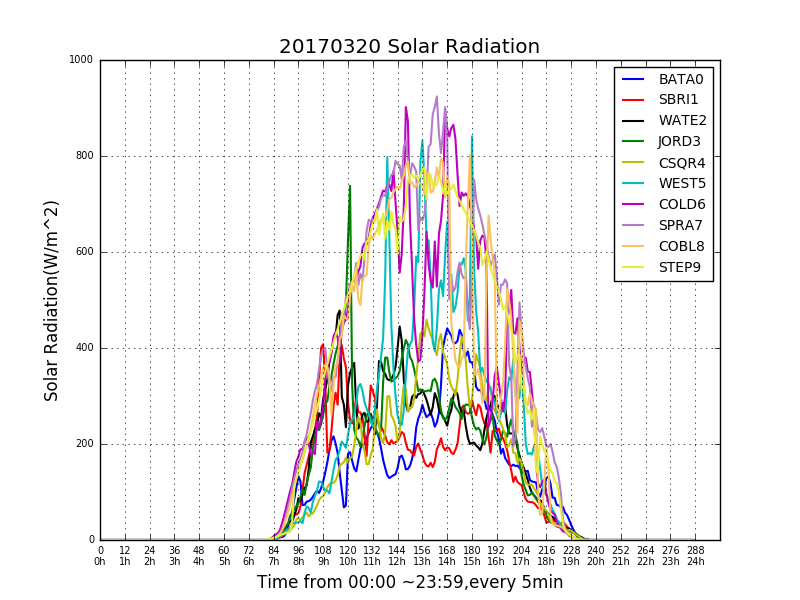 20170320 Solar Radiation
1000
800
600
400
200
0
Solar Radiation(W/m^2)
BATA0
SBRI1
WATE2
JORD3
CSQR4
WEST5
COLD6
SPRA7
COBL8
STEP9
0 12 24 36 48 60 72 84 96 108 120 132 144 156 168 180 192 204 216 228 240 252 264 276 288
0h 1h 2h 3h 4h 5h 6h 7h 8h 9h 10h 11h 12h 13h 14h 15h 16h 17h 18h 19h 20h 21h 22h 23h 24h
Time from 00:00 ~23:59,every 5min